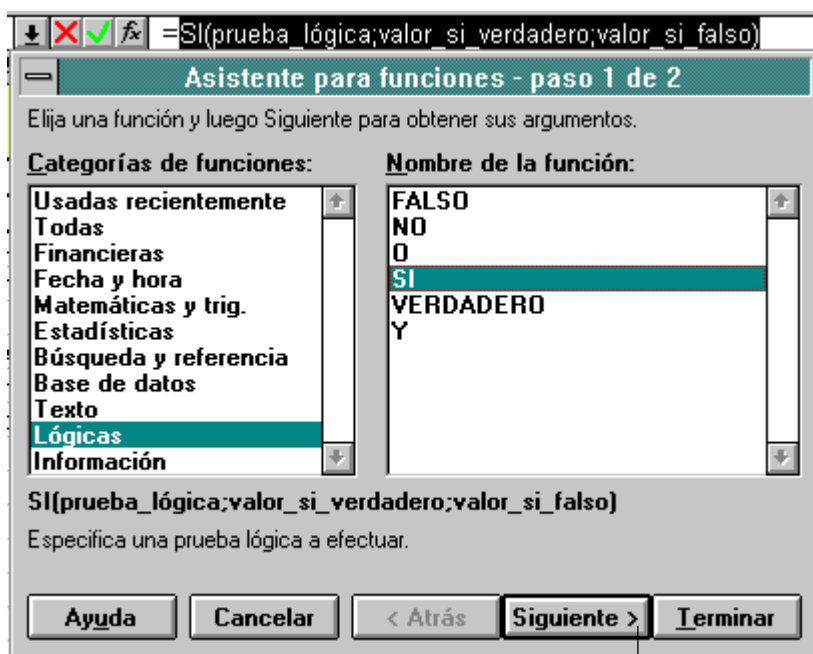 fx =SI(prueba_lógica;valor_si_verdadero;valor_si_falso)
Asistente para funciones - paso 1 de 2
Elija una función y luego Siguiente para obtener sus argumentos.
Categorías de funciones:
Usadas recientemente
Todas
Financieras
Fecha y hora
Matemáticas y trig.
Estadísticas
Búsqueda y referencia
Base de datos
Texto
Lógicas
Información
Nombre de la función:
FALSO
NO
O
SI
VERDADERO
Y
SI(prueba_lógica;valor_si_verdadero;valor_si_falso)
Especifica una prueba lógica a efectuar.
Ayuda Cancelar < Atrás Siguiente > Terminar